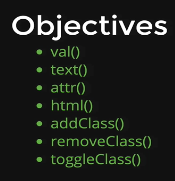 Objectives
val()
text()
attr()
html()
addClass()
removeClass()
toggleClass()